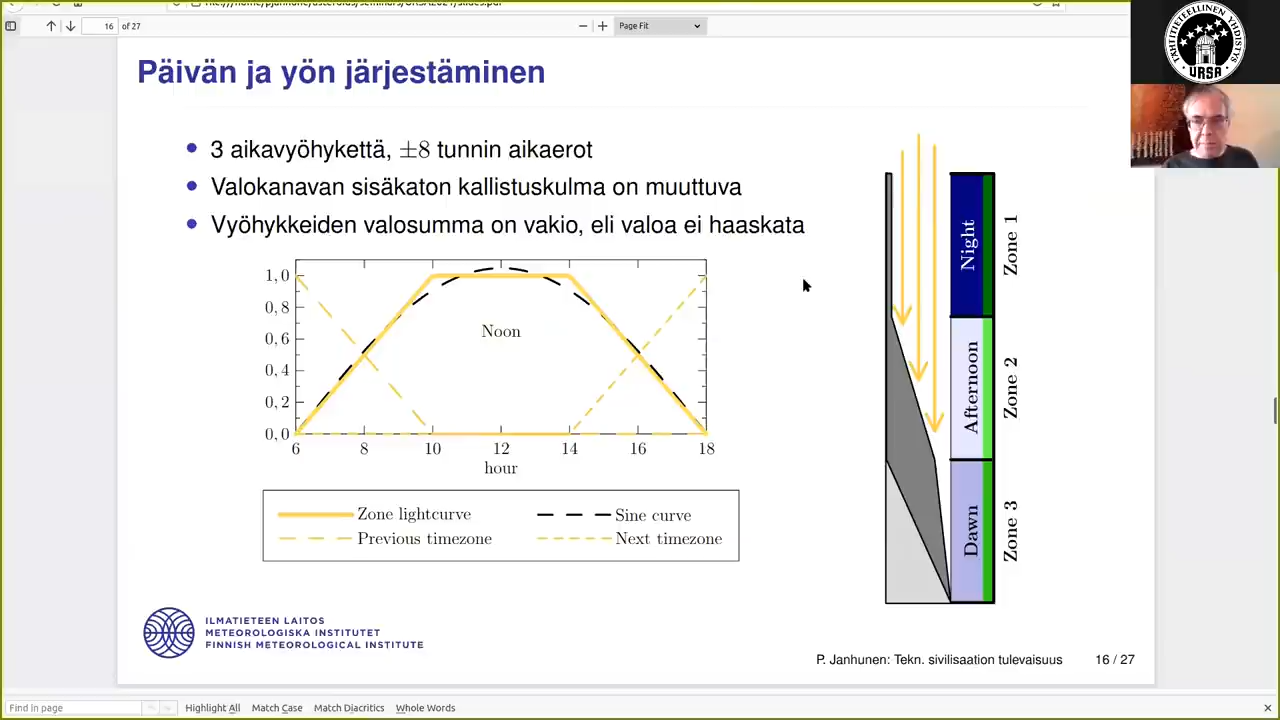 16 of 27
Page Fit
TÄHTITIETEELLINEN YHDISTYS
URSA
Päivän ja yön järjestäminen
3 aikavyöhykettä, ±8 tunnin aikaerot
Valokanavan sisäkaton kallistuskulma on muuttuva
Vyöhykkeiden valosumma on vakio, eli valoa ei haaskata
1,0
0,8
0,6
0,4
0,2
0,0
Noon
6 8 10 12 14 16 18
hour
Zone lightcurve
Sine curve
Previous timezone
Next timezone
Night
Zone 1
Afternoon
Zone 2
Dawn
Zone 3
ILMATIETEEN LAITOS
METEOROLOGISKA INSTITUTET
FINNISH METEOROLOGICAL INSTITUTE
P. Janhunen: Tekn. sivilisaation tulevaisuus 16 / 27
Find in page Highlight All Match Case Match Diacritics Whole Words